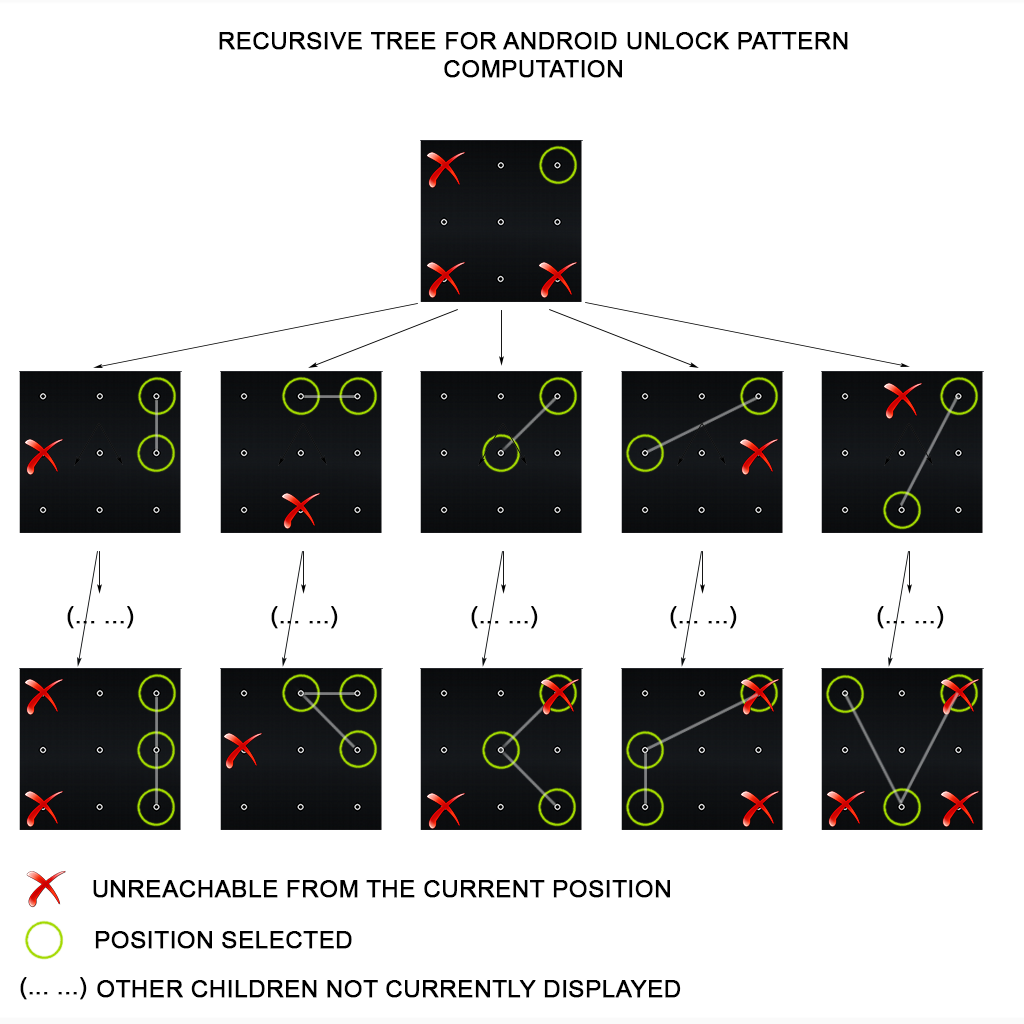 RECURSIVE TREE FOR ANDROID UNLOCK PATTERN
COMPUTATION
(... ...)
(... ...)
(... ...)
(... ...)
(... ...)
UNREACHABLE FROM THE CURRENT POSITION
POSITION SELECTED
(... ...) OTHER CHILDREN NOT CURRENTLY DISPLAYED